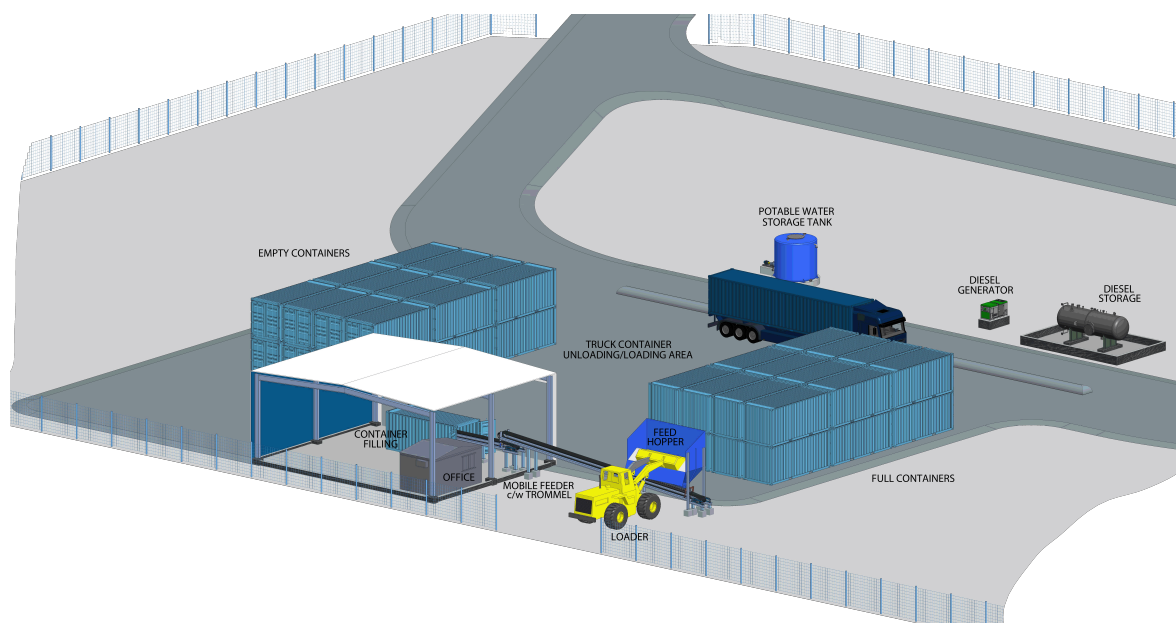 POTABLE WATER
STORAGE TANK
EMPTY CONTAINERS
DIESEL
GENERATOR
DIESEL
STORAGE
TRUCK CONTAINER
UNLOADING/LOADING AREA
CONTAINER
FILLING
FEED
HOPPER
OFFICE
MOBILE FEEDER
c/w TROMMEL
FULL CONTAINERS
LOADER